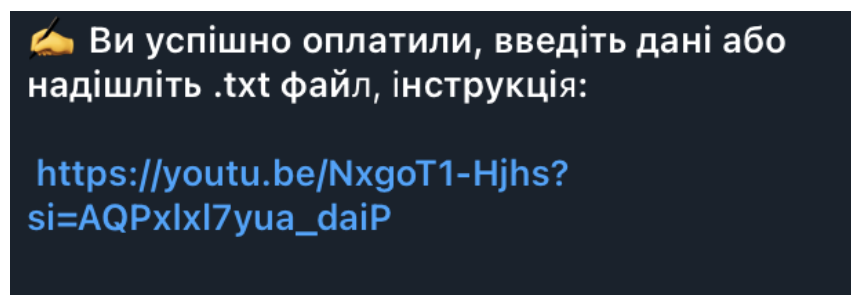 ✍️ Ви успішно оплатили, введіть дані або
надішліть .txt файл, інструкція:
https://youtu.be/NxgoT1-Hjhs?
si=AQPxlxl7yua_daiP